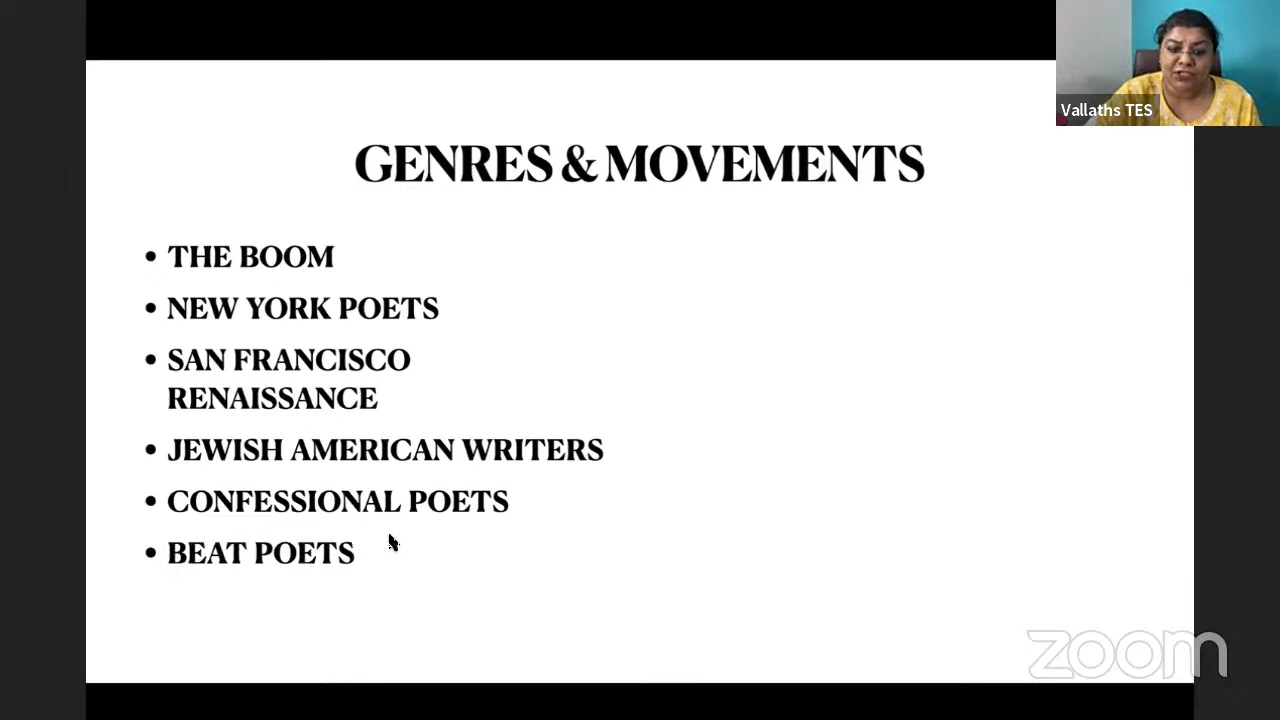 Vallaths TES
GENRES & MOVEMENTS
• THE BOOM
• NEW YORK POETS
• SAN FRANCISCO
RENAISSANCE
• JEWISH AMERICAN WRITERS
• CONFESSIONAL POETS
• BEAT POETS
zoom